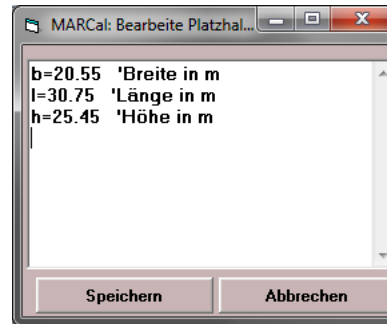 MARCal: Bearbeite Platzhal...
b=20.55 'Breite in m
l=30.75 'Länge in m
h=25.45 'Höhe in m
Speichern Abbrechen